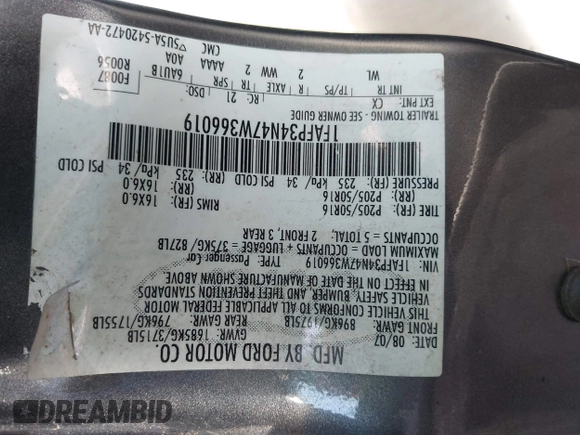 MFD. BY FORD MOTOR CO.
DATE: 08/07 GVWR: 1685KG/3715LB
FRONT GAWR: 896KG/1975LB REAR GAWR: 796KG/1755LB
THIS VEHICLE CONFORMS TO ALL APPLICABLE FEDERAL MOTOR
VEHICLE SAFETY, BUMPER, AND THEFT PREVENTION STANDARDS
IN EFFECT ON THE DATE OF MANUFACTURE SHOWN ABOVE.
VIN: 1FAFP34N47W366019 TYPE: Passenger Car
MAXIMUM LOAD = OCCUPANTS + LUGGAGE = 375KG/ 827LB
OCCUPANTS = 5 TOTAL; 2 FRONT, 3 REAR
TIRE (FR): P205/50R16 RIMS (FR): 16X6.0
(RR): P205/50R16 (RR): 16X6.0
PRESSURE (FR): 235 kPa/ 34 PSI COLD (RR): 235 kPa/ 34 PSI COLD
1FAFP34N47W366019
TRAILER TOWING - SEE OWNER GUIDE
EXT PNT: CX RC: 21 DSO: F0087
INTR TR TP/PS R AXLE TR SPR R0056
WL 2 2 WW AAAA AOA 6AU1B
CMC ▽5U5A-5420472-AA
DREAMBID